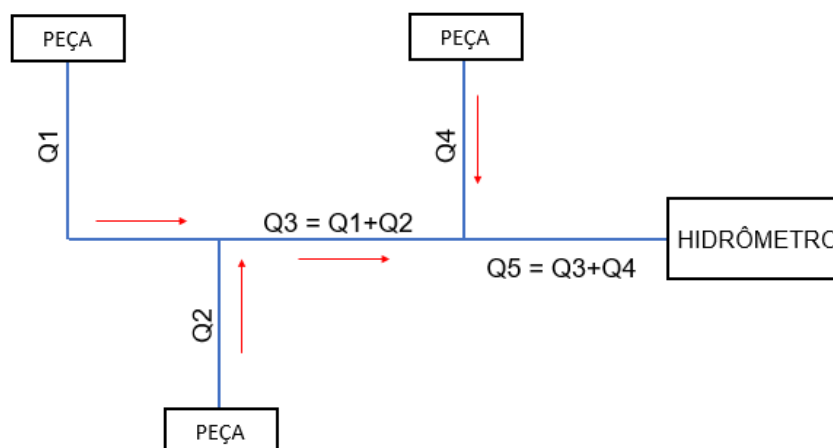 PEÇA
PEÇA
Q1
Q4
Q3 = Q1+Q2
HIDRÔMETRO
Q5 = Q3+Q4
Q2
PEÇA